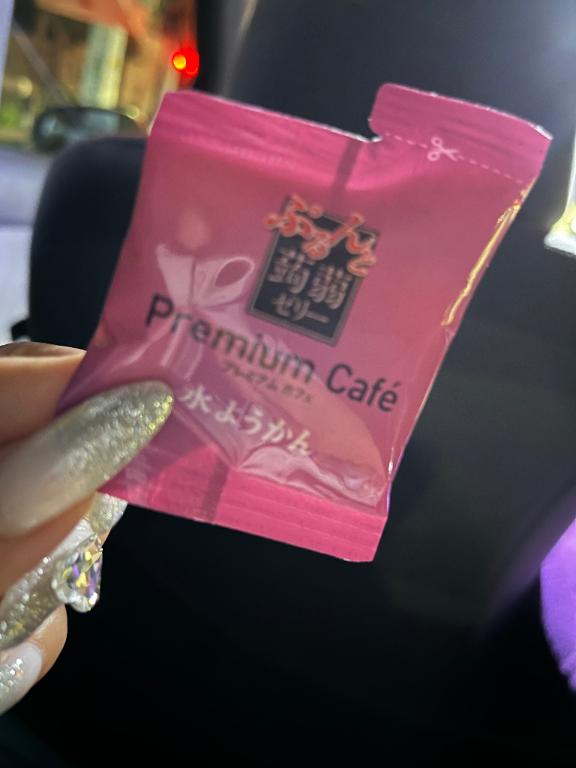 ぷるんと
蒟蒻
ゼリー
Premium Café
プレミアム カフェ
水ようかん